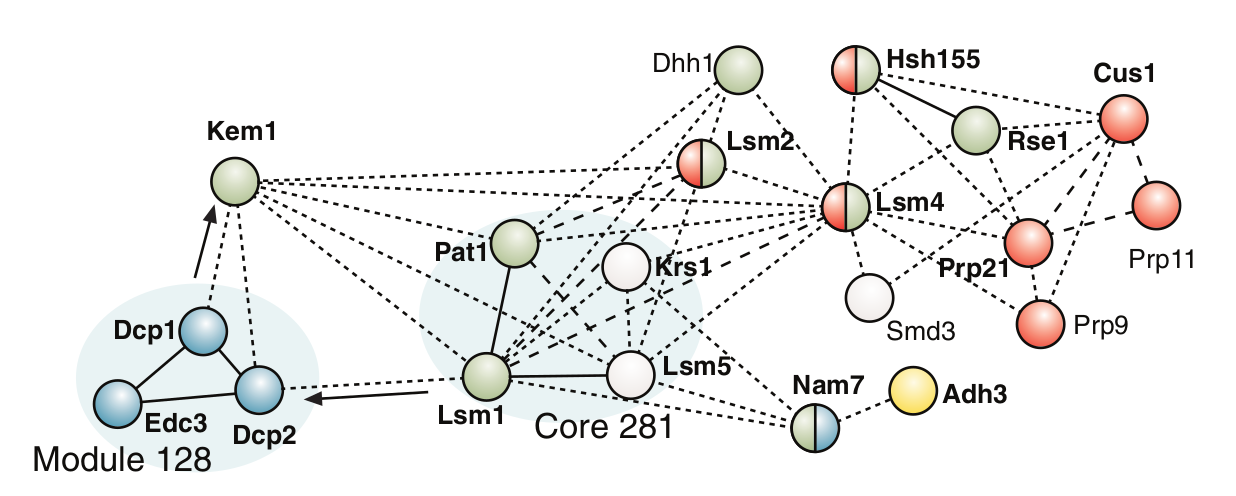 Dhh1
Hsh155
Cus1
Kem1
Lsm2
Rse1
Lsm4
Pat1
Krs1
Prp21
Prp11
Dcp1
Smd3
Prp9
Lsm5
Nam7
Adh3
Edc3
Dcp2
Lsm1
Core 281
Module 128